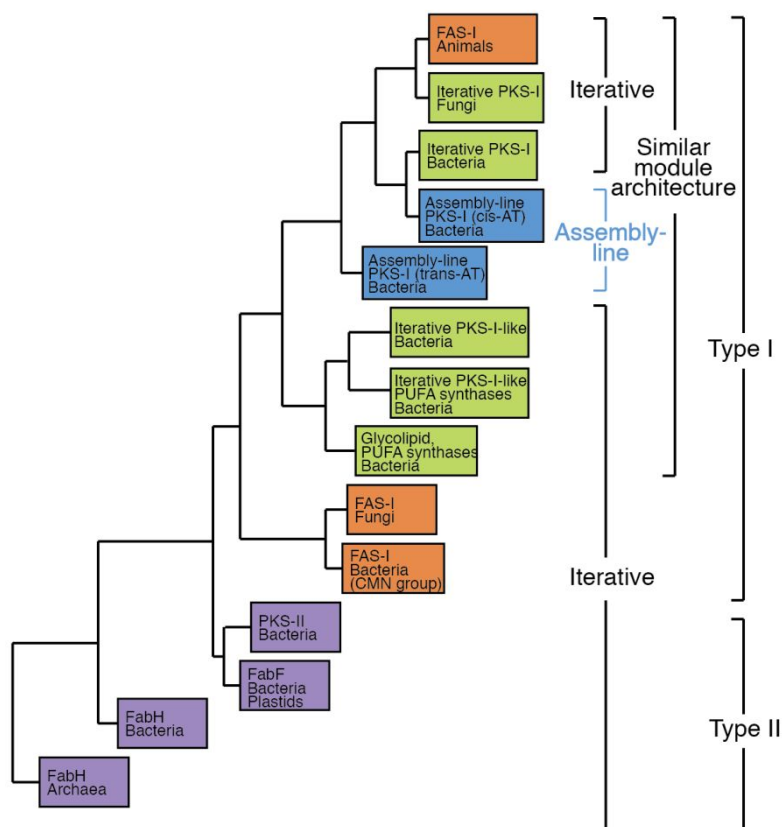 FAS-I
Animals
Iterative PKS-I
Fungi
Iterative PKS-I
Bacteria
Assembly-line
PKS-I (cis-AT)
Bacteria
Assembly-line
PKS-I (trans-AT)
Bacteria
Iterative PKS-I-like
Bacteria
Iterative PKS-I-like
PUFA synthases
Bacteria
Glycolipid,
PUFA synthases
Bacteria
FAS-I
Fungi
FAS-I
Bacteria
(CMN group)
PKS-II
Bacteria
FabF
Bacteria
Plastids
FabH
Bacteria
FabH
Archaea
Iterative
Assembly-
line
Iterative
Similar
module
architecture
Type I
Type II